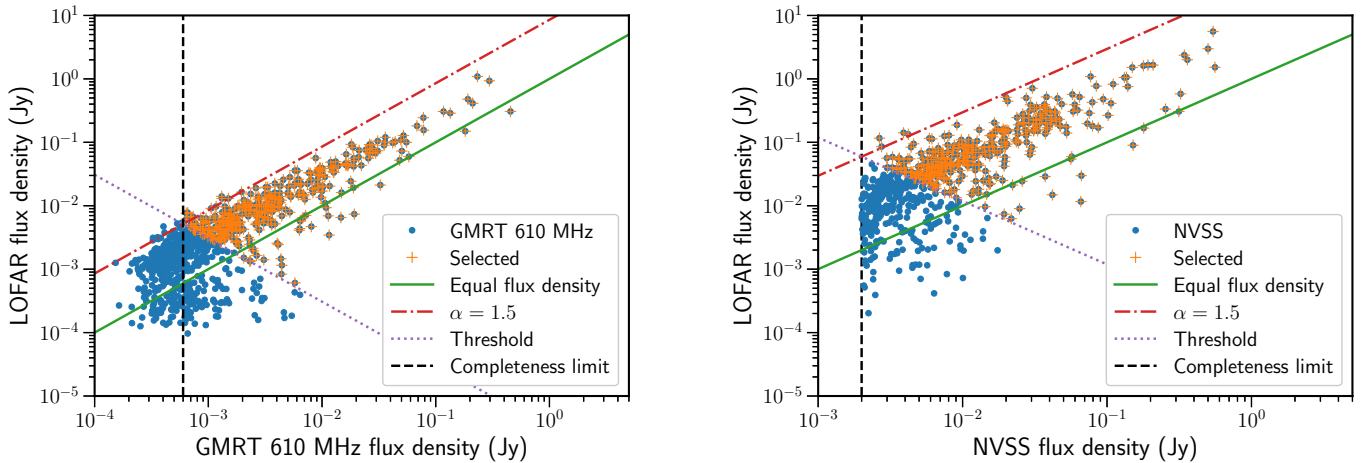 10¹
10⁰
10⁻¹
10⁻²
10⁻³
10⁻⁴
10⁻⁵
LOFAR flux density (Jy)
10⁻⁴ 10⁻³ 10⁻² 10⁻¹ 10⁰
GMRT 610 MHz flux density (Jy)
GMRT 610 MHz
Selected
Equal flux density
α = 1.5
Threshold
Completeness limit
10¹
10⁰
10⁻¹
10⁻²
10⁻³
10⁻⁴
10⁻⁵
LOFAR flux density (Jy)
10⁻³ 10⁻² 10⁻¹ 10⁰
NVSS flux density (Jy)
NVSS
Selected
Equal flux density
α = 1.5
Threshold
Completeness limit